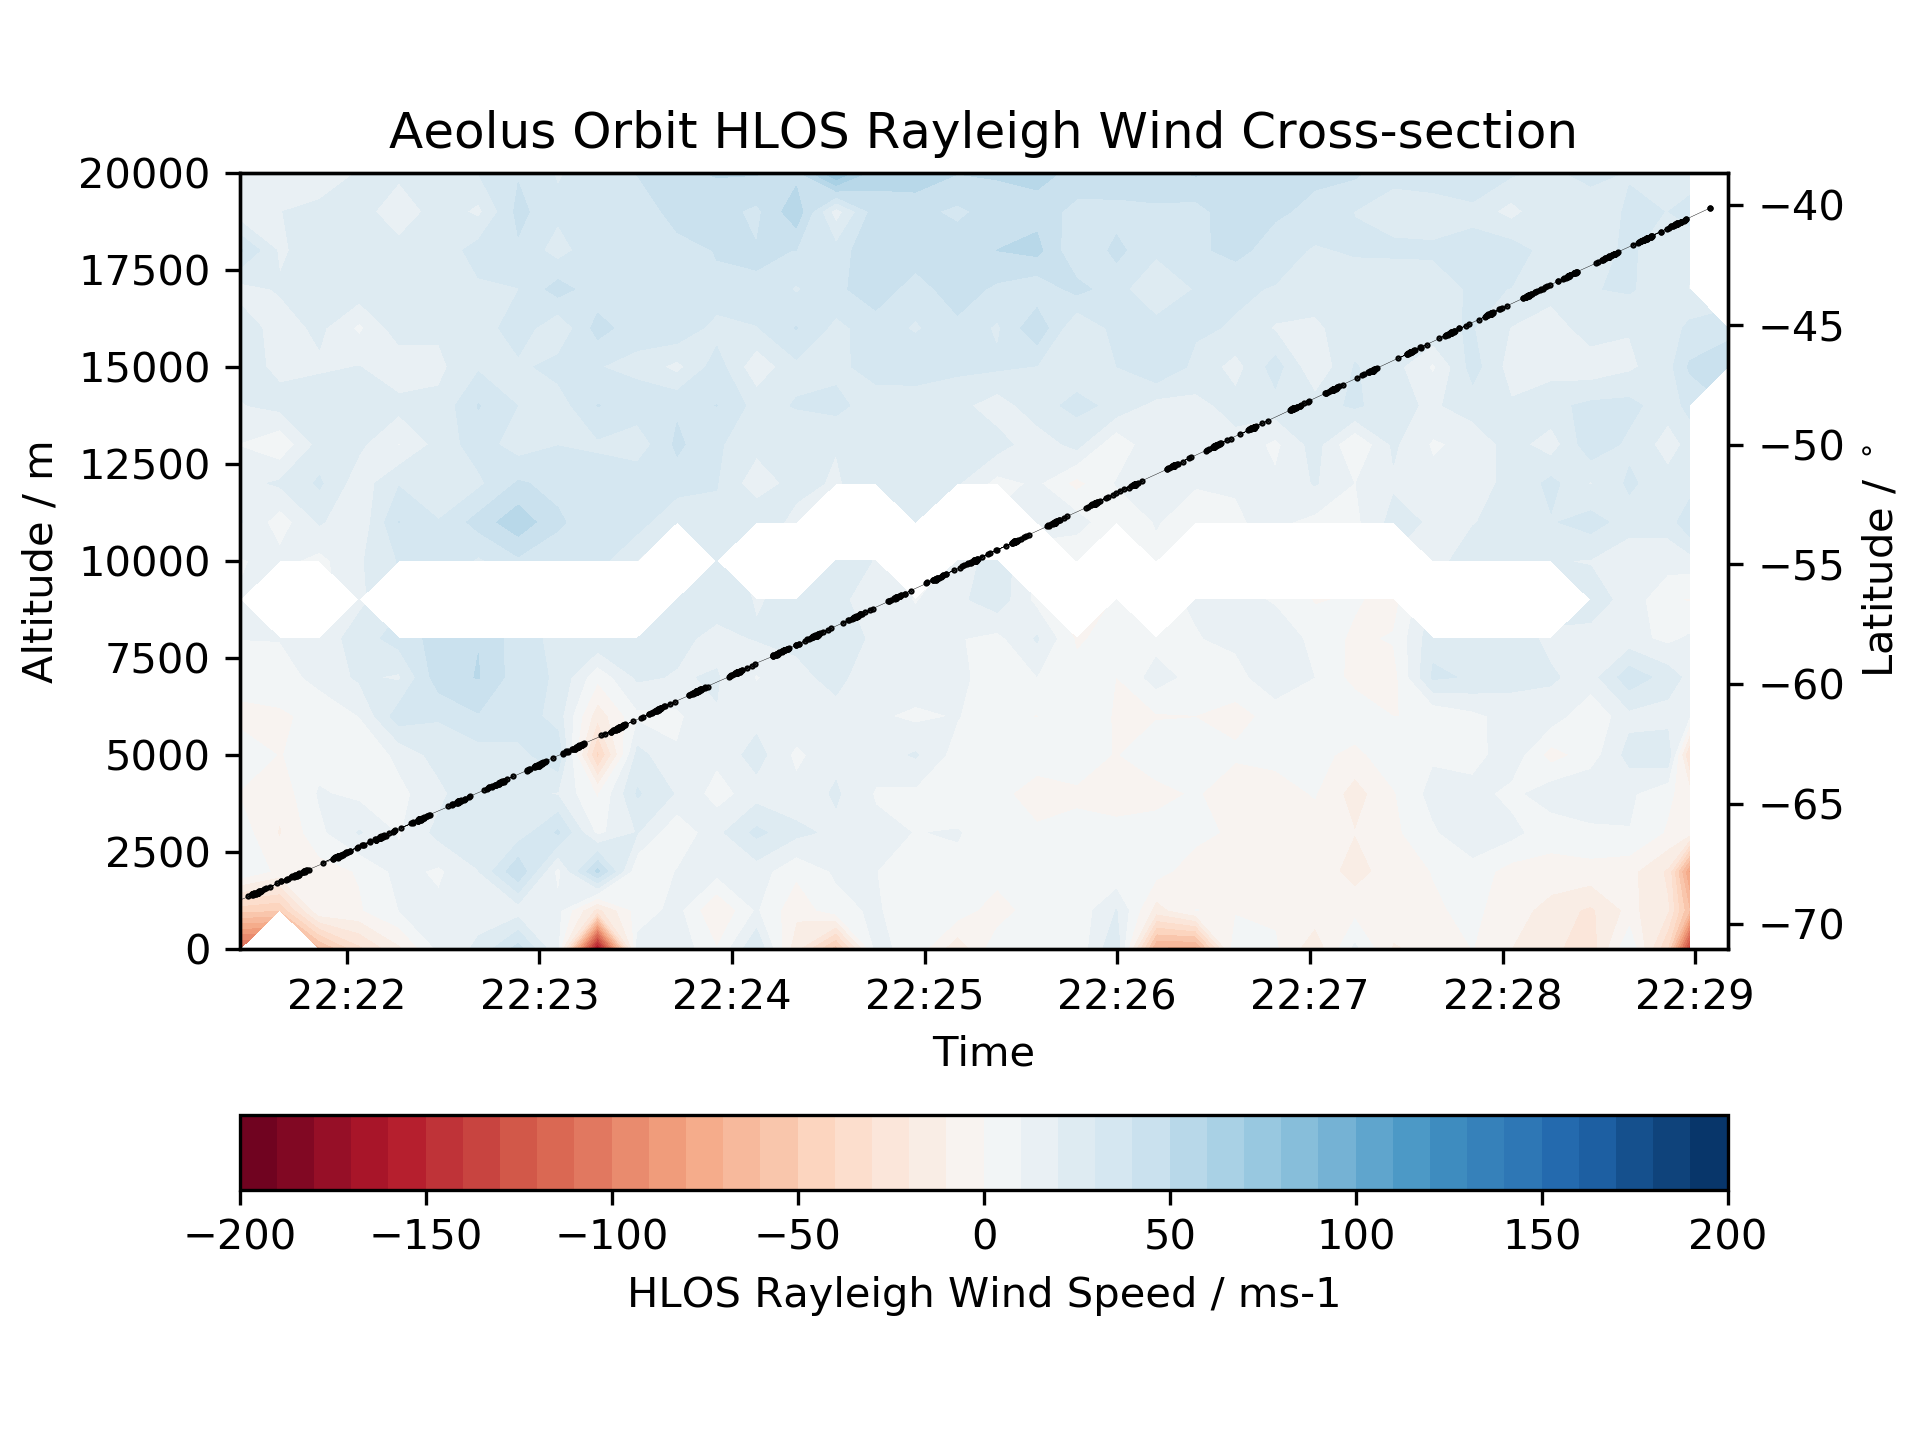 Aeolus Orbit HLOS Rayleigh Wind Cross-section
20000
17500
15000
12500
10000
7500
5000
2500
0
Altitude / m
−40
−45
−50
−55
−60
−65
−70
Latitude / °
22:22 22:23 22:24 22:25 22:26 22:27 22:28 22:29
Time
−200 −150 −100 −50 0 50 100 150 200
HLOS Rayleigh Wind Speed / ms-1